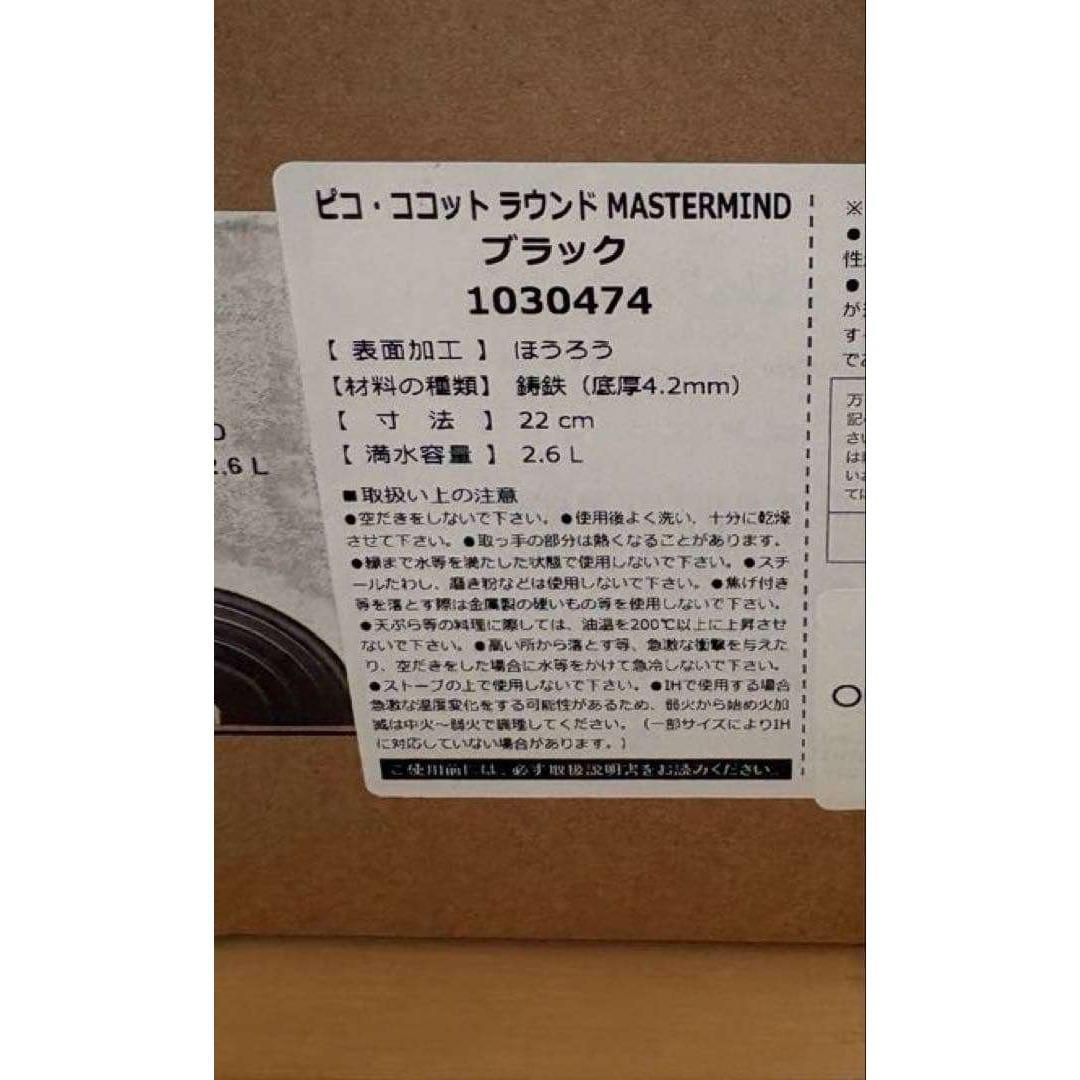 ピコ・ココット ラウンド MASTERMIND
ブラック
1030474
【 表面加工 】 ほうろう
【材料の種類】 鋳鉄（底厚4.2mm）
【 寸 法 】 22 cm
【 満水容量 】 2.6 L
■取扱い上の注意
●空だきをしないで下さい。●使用後よく洗い、十分に乾燥
させて下さい。●取っ手の部分は熱くなることがあります。
●縁まで水等を満たした状態で使用しないで下さい。●スチ
ールたわし、磨き粉などは使用しないで下さい。●焦げ付き
等を落とす際は金属製の硬いもの等を使用しないで下さい。
●天ぷら等の料理に際しては、油温を200℃以上に上昇させ
ないで下さい。●高い所から落とす等、急激な衝撃を与えた
り、空だきをした場合に水等をかけて急冷しないで下さい。
●ストーブの上で使用しないで下さい。●IHで使用する場合
急激な温度変化をする可能性があるため、弱火から始め火加
減は中火～弱火で調理してください。（一部サイズによりIH
に対応していない場合があります。）
ご使用前には、必ず取扱説明書をお読みください。
.6 L
※
●
性
●
が
す
で
万
記
さい
は
い
て